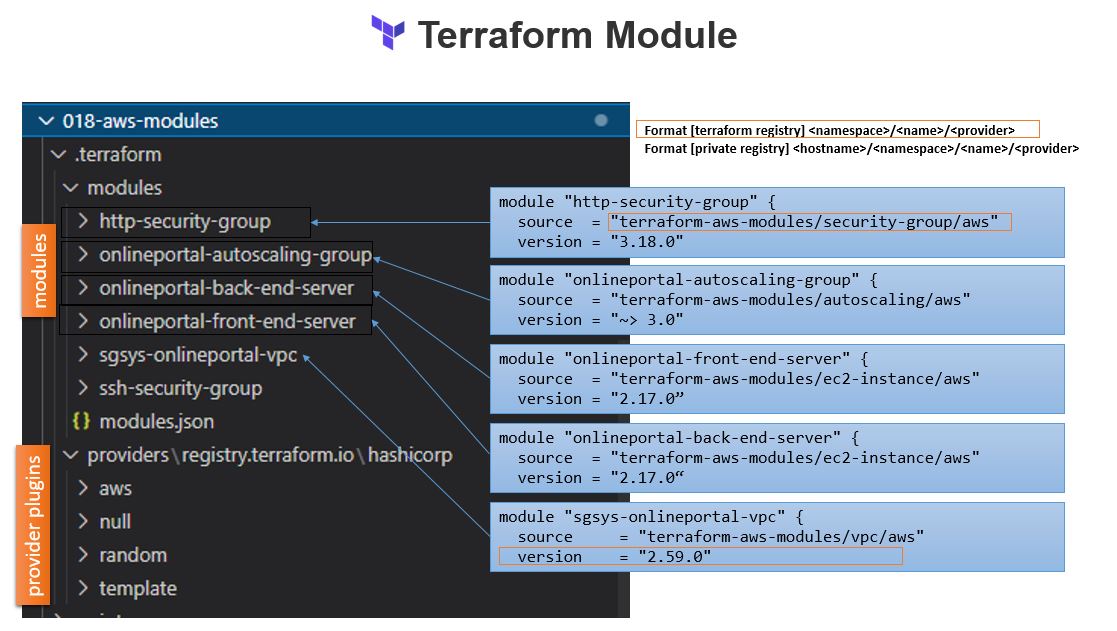 Terraform Module
018-aws-modules
.terraform
modules
http-security-group
onlineportal-autoscaling-group
onlineportal-back-end-server
onlineportal-front-end-server
sgsys-onlineportal-vpc
ssh-security-group
{} modules.json
providers\registry.terraform.io\hashicorp
aws
null
random
template
modules
provider plugins
Format [terraform registry] <namespace>/<name>/<provider>
Format [private registry] <hostname>/<namespace>/<name>/<provider>
module "http-security-group" {
source = "terraform-aws-modules/security-group/aws"
version = "3.18.0"
module "onlineportal-autoscaling-group" {
source = "terraform-aws-modules/autoscaling/aws"
version = "~> 3.0"
module "onlineportal-front-end-server" {
source = "terraform-aws-modules/ec2-instance/aws"
version = "2.17.0”
module "onlineportal-back-end-server" {
source = "terraform-aws-modules/ec2-instance/aws"
version = "2.17.0“
module "sgsys-onlineportal-vpc" {
source = "terraform-aws-modules/vpc/aws"
version = "2.59.0"